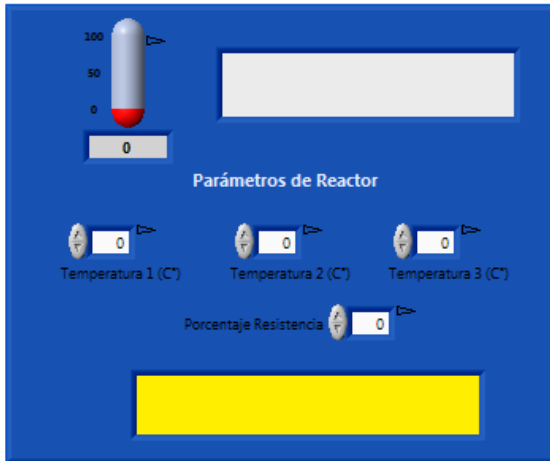 100
50
0
0
Parámetros de Reactor
0 0 0
Temperatura 1 (C°) Temperatura 2 (C°) Temperatura 3 (C°)
Porcentaje Resistencia 0